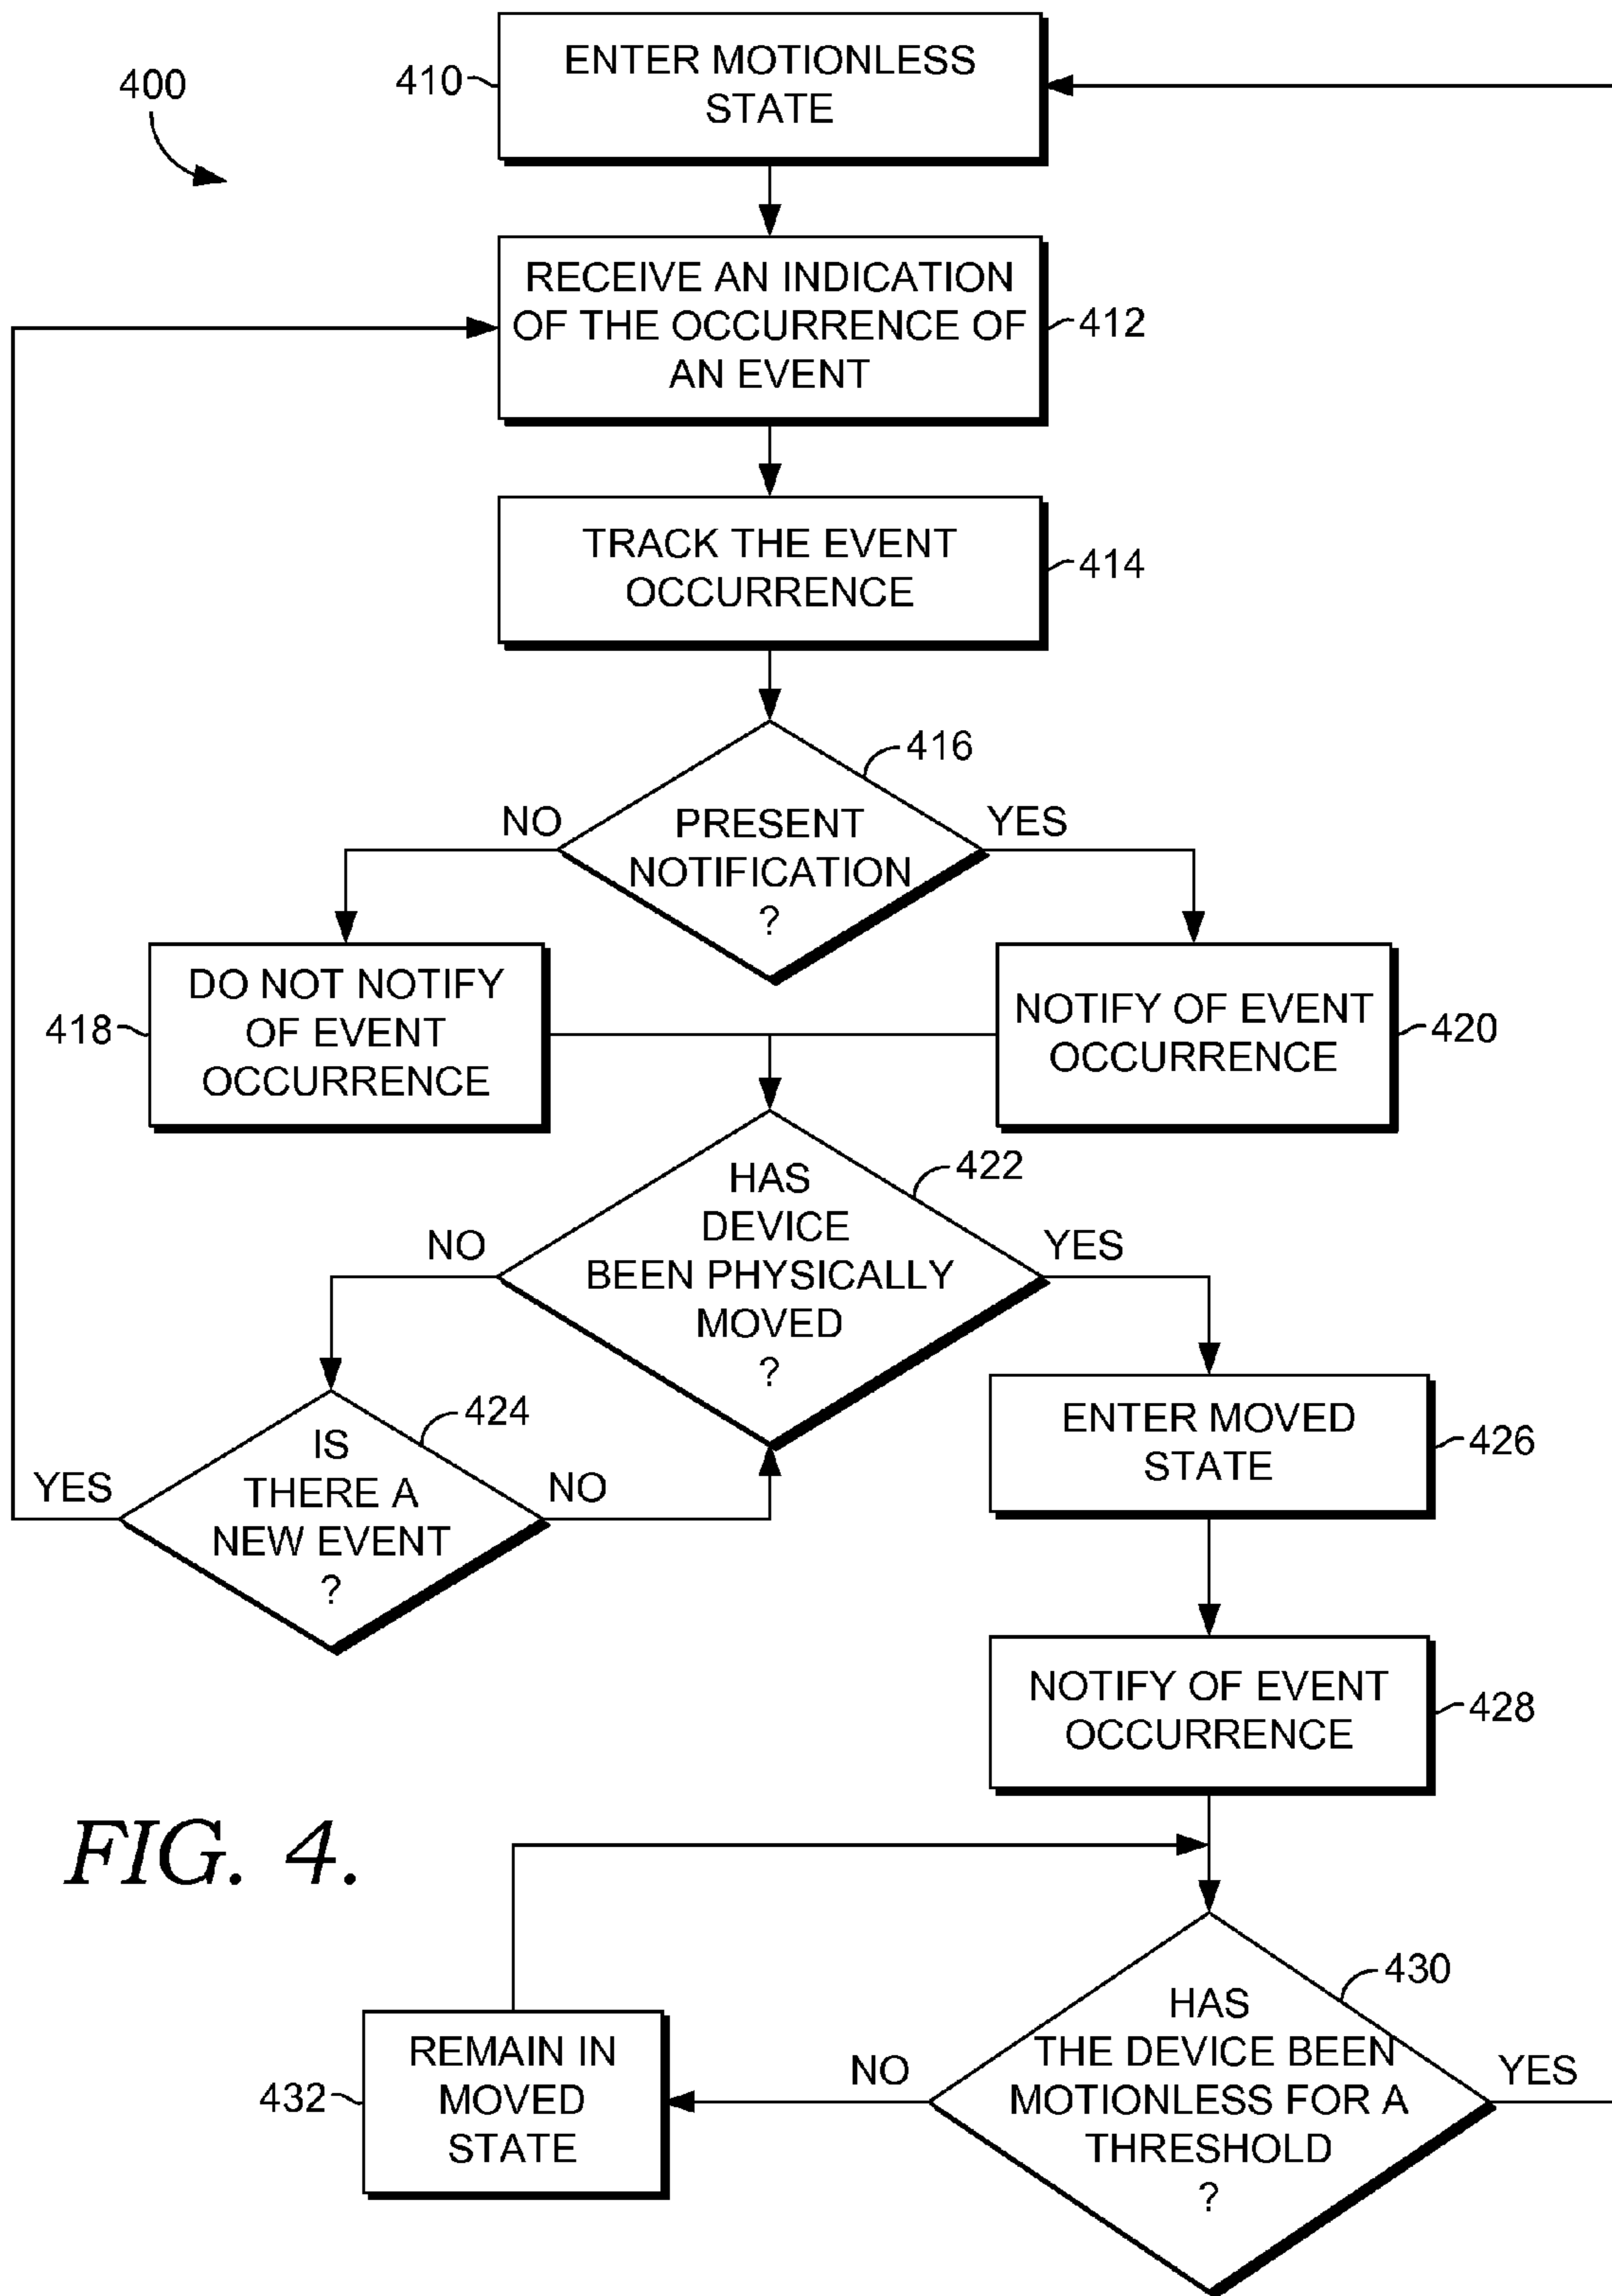 400
410
ENTER MOTIONLESS
STATE
RECEIVE AN INDICATION
OF THE OCCURRENCE OF
AN EVENT
412
TRACK THE EVENT
OCCURRENCE
414
416
NO
PRESENT
NOTIFICATION
?
YES
418
DO NOT NOTIFY
OF EVENT
OCCURRENCE
NOTIFY OF EVENT
OCCURRENCE
420
422
NO
HAS
DEVICE
BEEN PHYSICALLY
MOVED
?
YES
424
YES
IS
THERE A
NEW EVENT
?
NO
ENTER MOVED
STATE
426
NOTIFY OF EVENT
OCCURRENCE
428
FIG. 4.
430
432
REMAIN IN
MOVED
STATE
NO
HAS
THE DEVICE BEEN
MOTIONLESS FOR A
THRESHOLD
?
YES